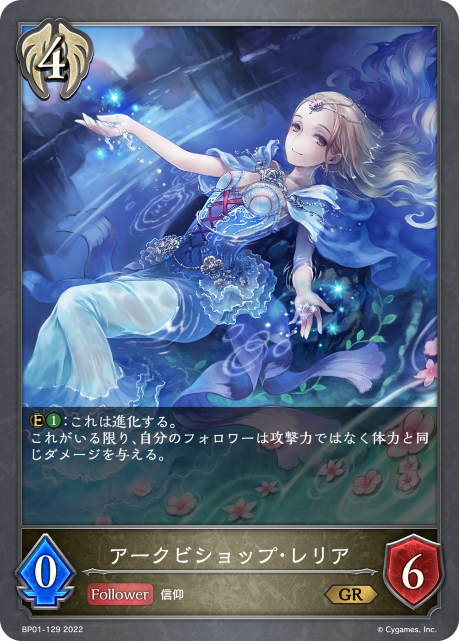 4
E 1:これは進化する。
これがいる限り、自分のフォロワーは攻撃力ではなく体力と同
じダメージを与える。
アークビショップ・レリア
0 Follower 信仰 GR 6
BP01-129 2022 © Cygames, Inc.